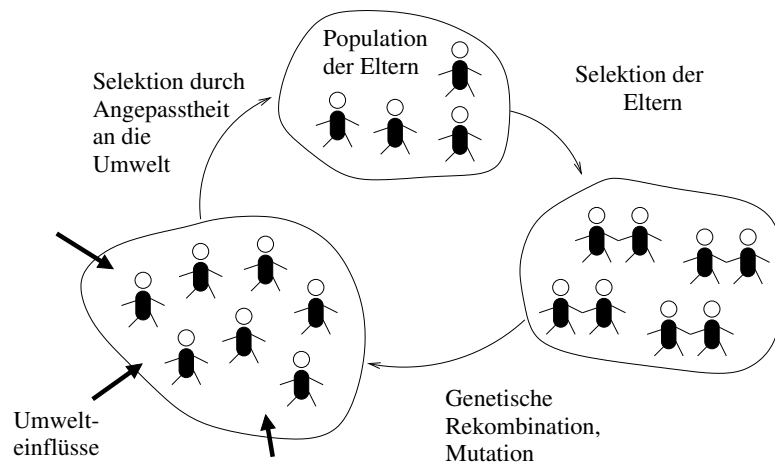 Population
der Eltern
Selektion durch
Angepasstheit
an die
Umwelt
Selektion der
Eltern
Umwelt-
einflüsse
Genetische
Rekombination,
Mutation